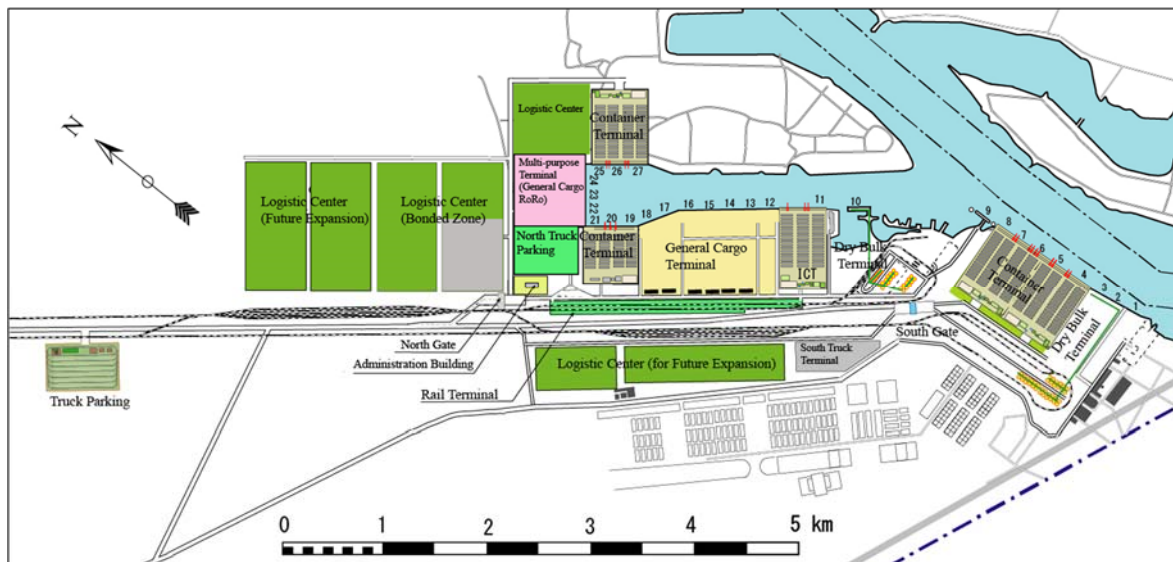 N
Logistic Center
Container
Terminal
25 26 27
Multi-purpose
Terminal
(General Cargo
RoRo)
24
23
22
Logistic Center
(Future Expansion)
Logistic Center
(Bonded Zone)
North Truck
Parking
21 20 19
Container
Terminal
18 17 16 15 14 13 12 11
General Cargo
Terminal
ICT
10
Dry Bulk
Terminal
9 8 7 6 5 4
Container
Terminal
3 2 1
Dry Bulk
Terminal
South Gate
North Gate
Administration Building
Rail Terminal
Logistic Center (for Future Expansion)
South Truck
Terminal
Truck Parking
0 1 2 3 4 5 km